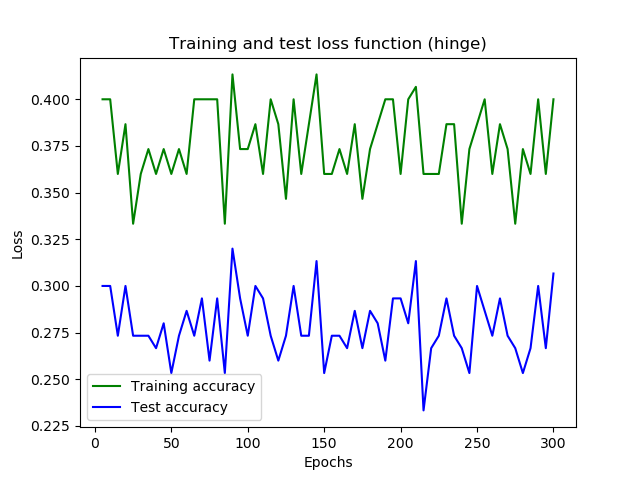 Training and test loss function (hinge)
0.400
0.375
0.350
0.325
0.300
0.275
0.250
0.225
Loss
Training accuracy
Test accuracy
0 50 100 150 200 250 300
Epochs